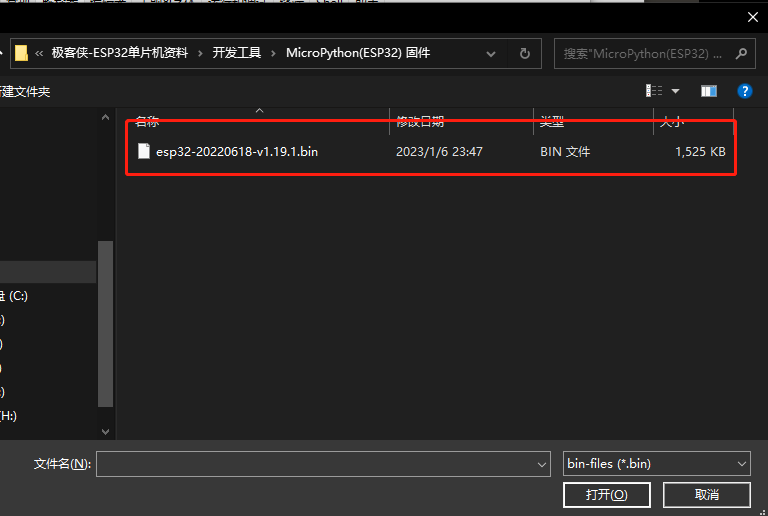 « 极客侠-ESP32单片机资料 › 开发工具 › MicroPython(ESP32) 固件
搜索"MicroPython(ESP32) ...
建文件夹
名称 修改日期 类型 大小
esp32-20220618-v1.19.1.bin 2023/1/6 23:47 BIN 文件 1,525 KB
(C:)
(H:)
文件名(N):
bin-files (*.bin)
打开(O) 取消